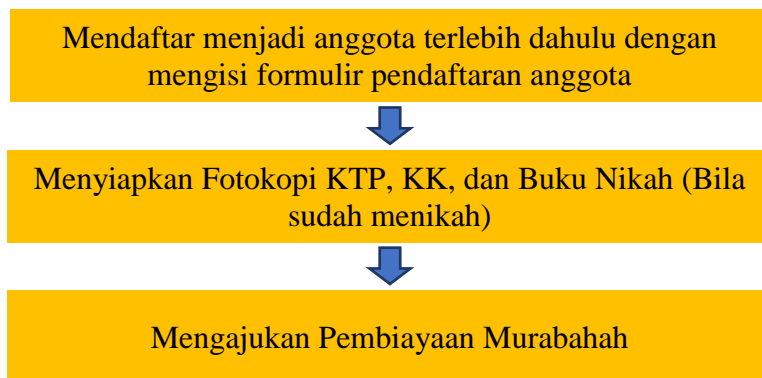 Mendaftar menjadi anggota terlebih dahulu dengan
mengisi formulir pendaftaran anggota
Menyiapkan Fotokopi KTP, KK, dan Buku Nikah (Bila
sudah menikah)
Mengajukan Pembiayaan Murabahah